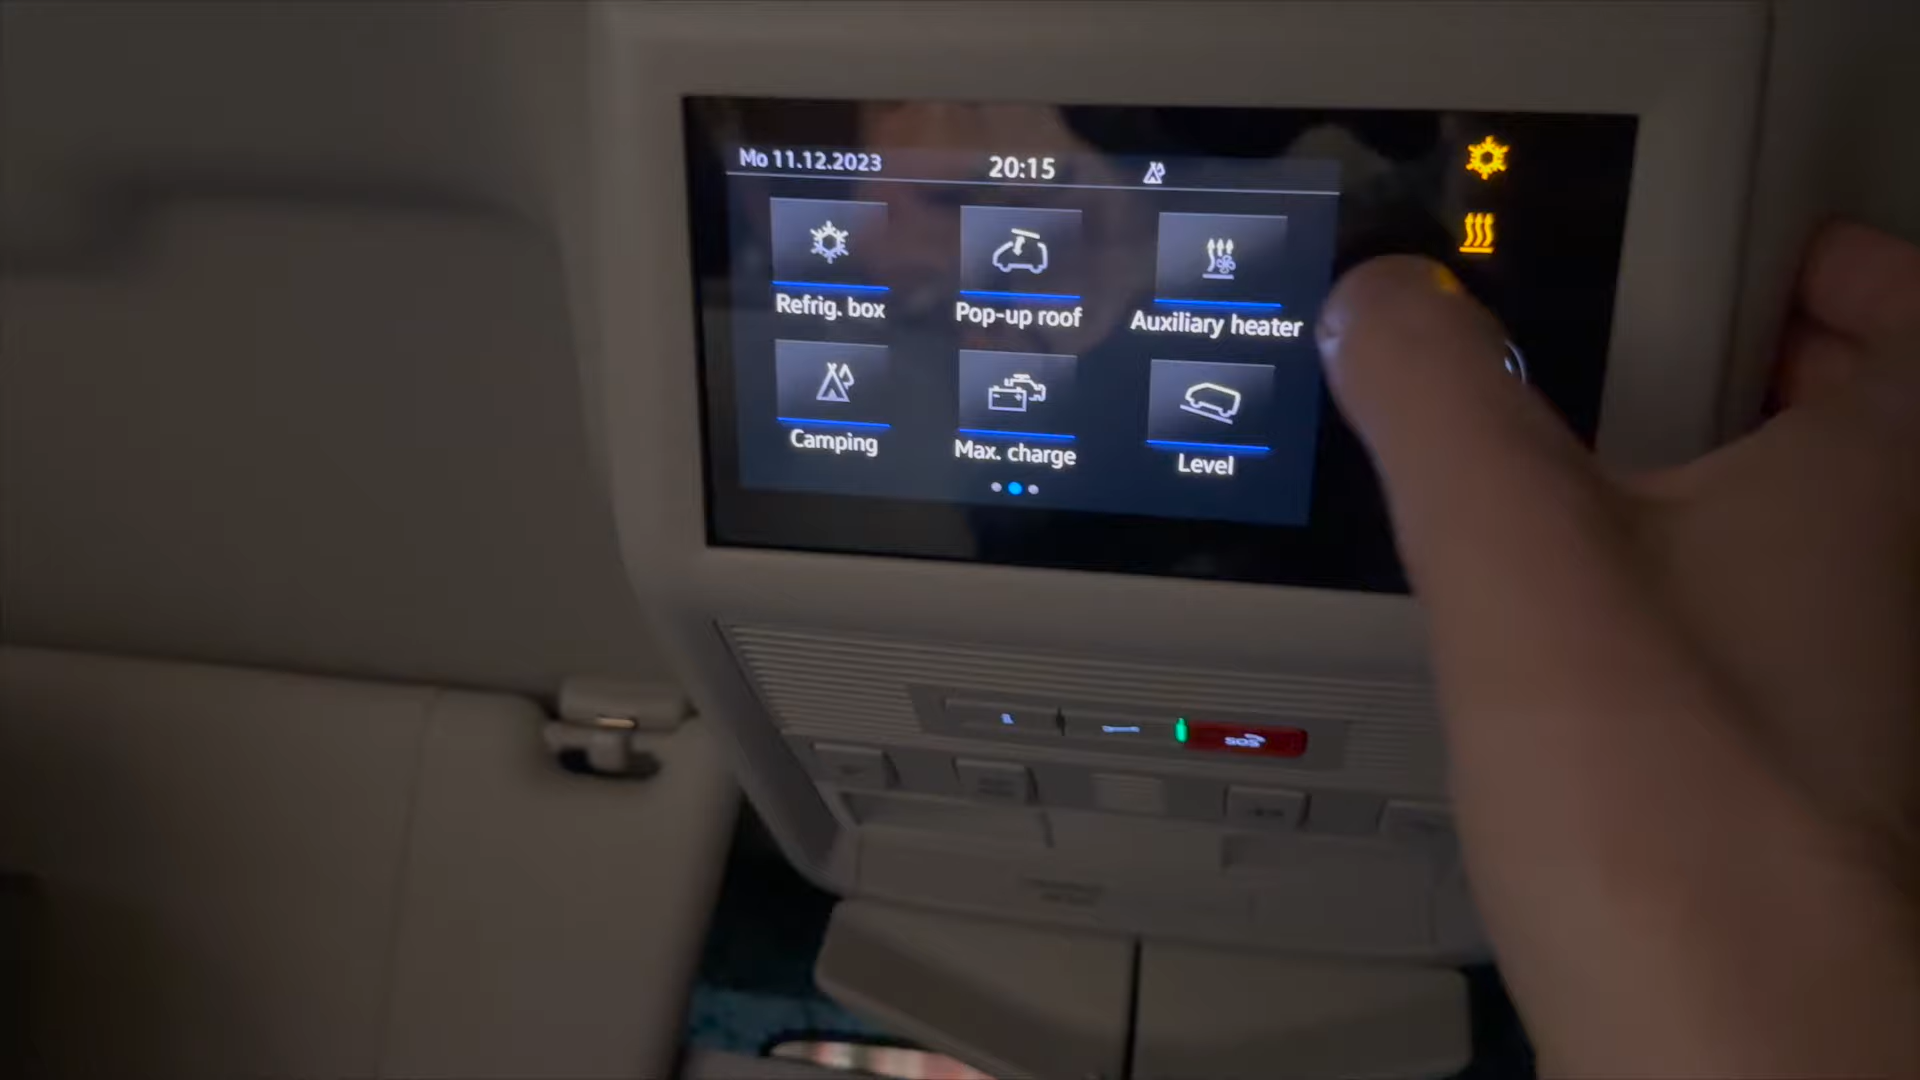 Mo 11.12.2023 20:15
Refrig. box Pop-up roof Auxiliary heater
Camping Max. charge Level
SOS